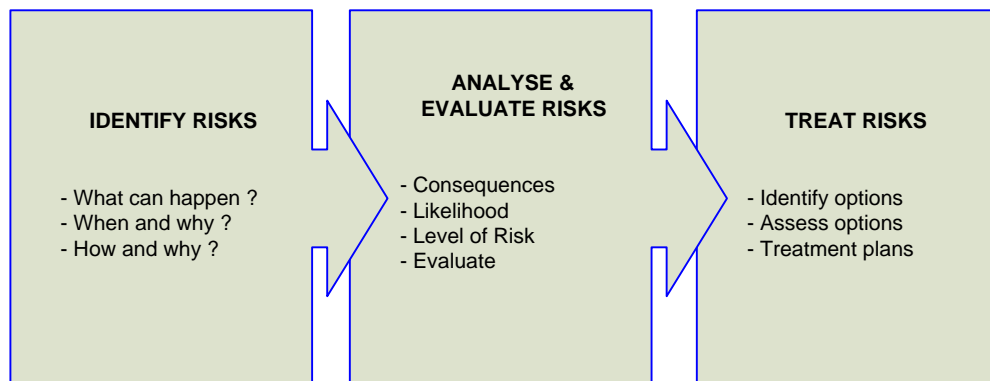 IDENTIFY RISKS
- What can happen ?
- When and why ?
- How and why ?
ANALYSE &
EVALUATE RISKS
- Consequences
- Likelihood
- Level of Risk
- Evaluate
TREAT RISKS
- Identify options
- Assess options
- Treatment plans